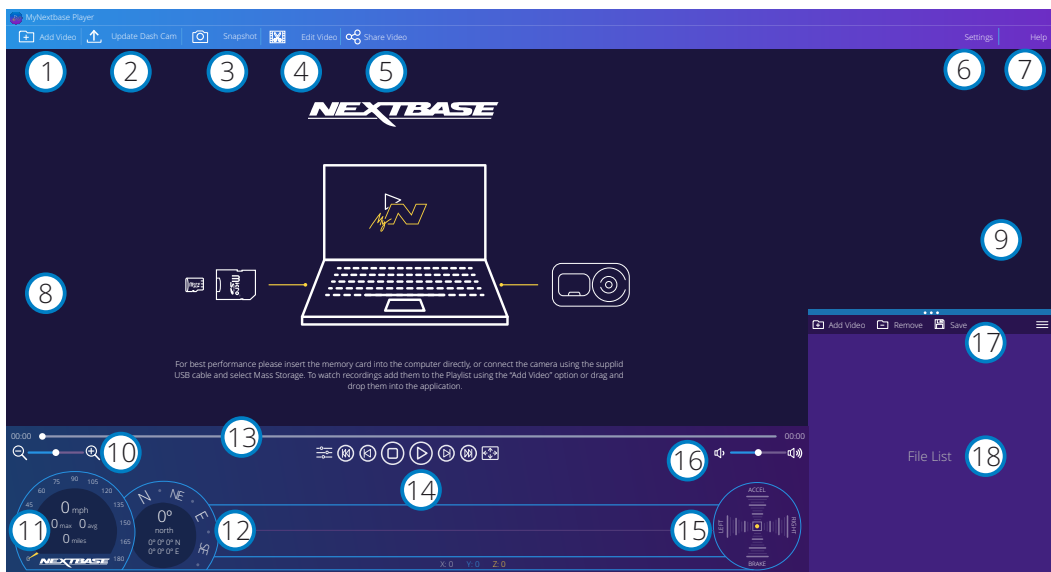 MyNextbase Player
Add Video Update Dash Cam Snapshot Edit Video Share Video Settings Help
1 2 3 4 5 6 7
NEXTBASE
MyN
9
8
micro
micro
Add Video Remove Save
17
For best performance please insert the memory card into the computer directly, or connect the camera using the supplid
USB cable and select Mass Storage. To watch recordings add them to the Playlist using the “Add Video” option or drag and
drop them into the application.
00:00 13 00:00
10 16
14
File List 18
45 60 75 90 105 120 135 150 165 180
0 mph
0 max 0 avg
0 miles
0
NEXTBASE
11
N NE E SE
0°
north
0° 0° 0° N
0° 0° 0° E
12
15
ACCEL
LEFT RIGHT
BRAKE
X: 0 Y: 0 Z: 0